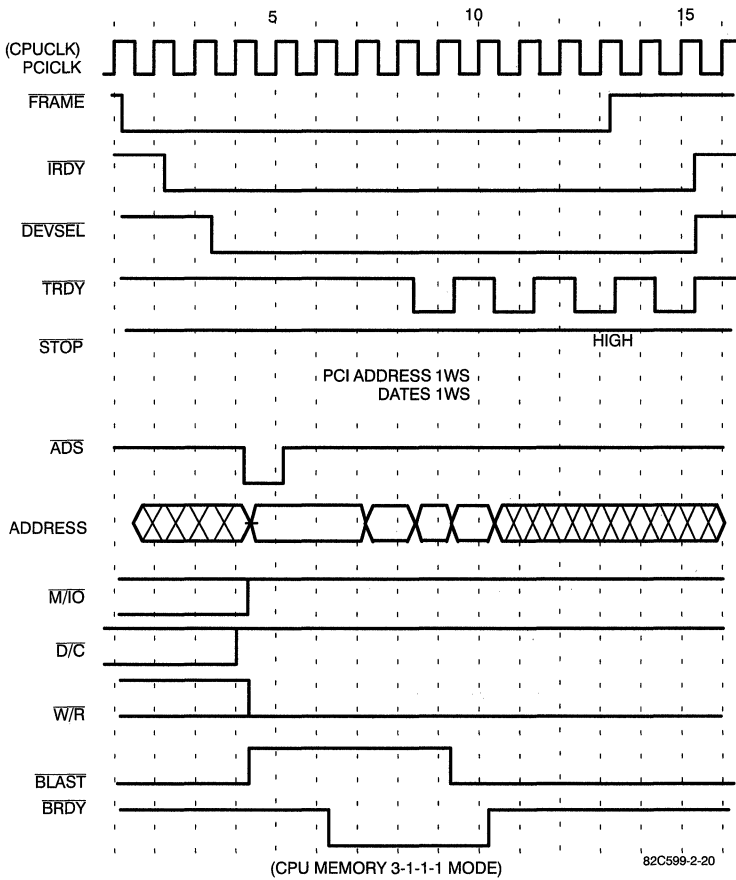 5 10 15
(CPUCLK)
PCICLK
FRAME
IRDY
DEVSEL
TRDY
STOP
HIGH
PCI ADDRESS 1WS
DATES 1WS
ADS
ADDRESS
M/IO
D/C
W/R
BLAST
BRDY
(CPU MEMORY 3-1-1-1 MODE)
82C599-2-20